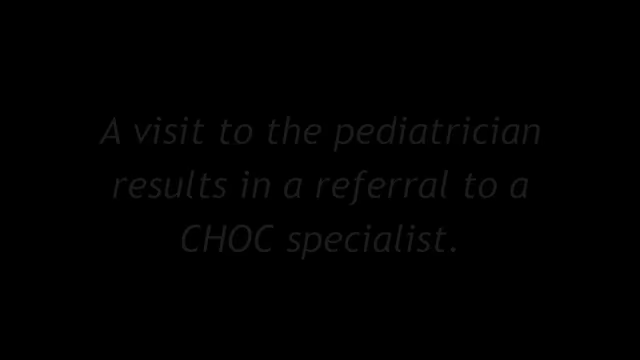 A visit to the pediatrician
results in a referral to a
CHOC specialist.